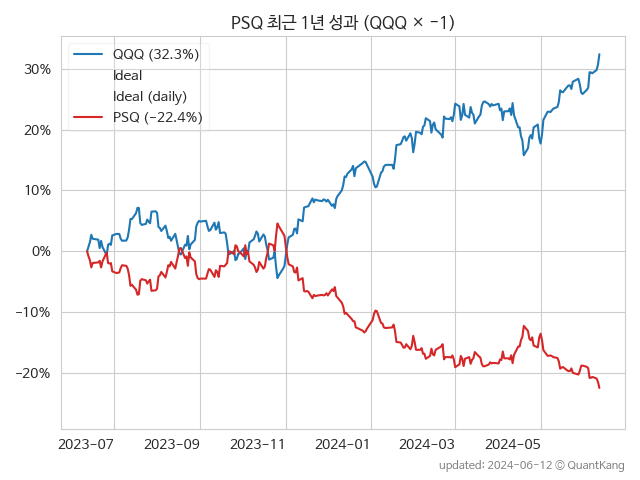 PSQ 최근 1년 성과 (QQQ × −1)
QQQ (32.3%)
Ideal
Ideal (daily)
PSQ (−22.4%)
30%
20%
10%
0%
−10%
−20%
2023−07
2023−09
2023−11
2024−01
2024−03
2024−05
updated: 2024−06−12 © QuantKang